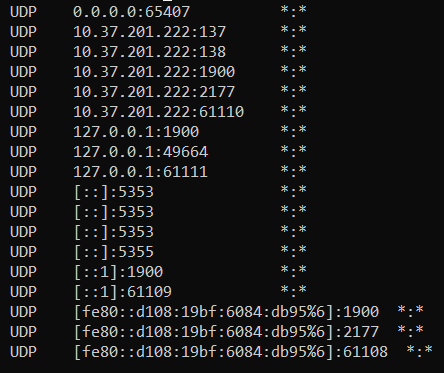 UDP    0.0.0.0:65407          *:*
UDP    10.37.201.222:137      *:*
UDP    10.37.201.222:138      *:*
UDP    10.37.201.222:1900     *:*
UDP    10.37.201.222:2177     *:*
UDP    10.37.201.222:61110    *:*
UDP    127.0.0.1:1900         *:*
UDP    127.0.0.1:49664        *:*
UDP    127.0.0.1:61111        *:*
UDP    [::]:5353              *:*
UDP    [::]:5353              *:*
UDP    [::]:5353              *:*
UDP    [::]:5355              *:*
UDP    [::1]:1900             *:*
UDP    [::1]:61109            *:*
UDP    [fe80::d108:19bf:6084:db95%6]:1900  *:*
UDP    [fe80::d108:19bf:6084:db95%6]:2177  *:*
UDP    [fe80::d108:19bf:6084:db95%6]:61108  *:*